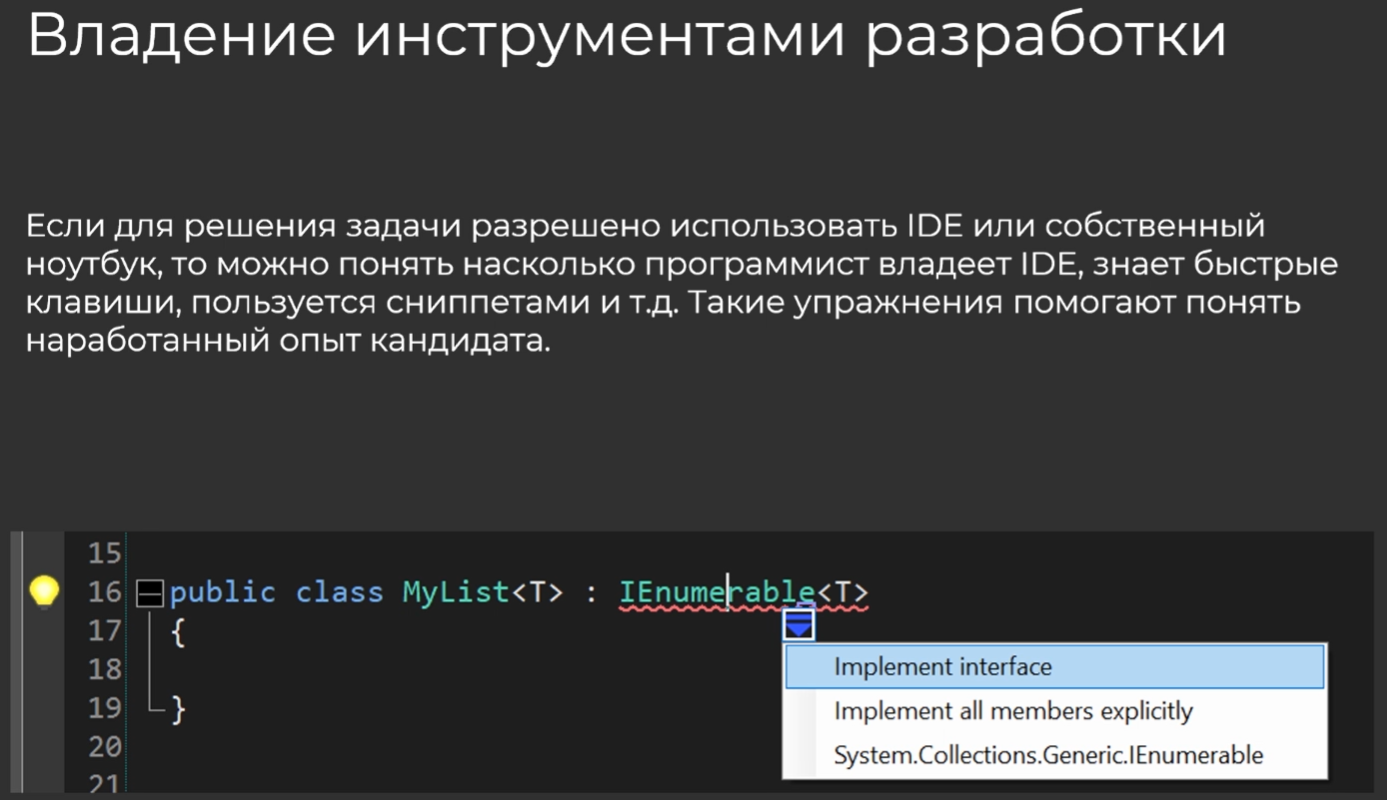 Владение инструментами разработки
Если для решения задачи разрешено использовать IDE или собственный
ноутбук, то можно понять насколько программист владеет IDE, знает быстрые
клавиши, пользуется сниппетами и т.д. Такие упражнения помогают понять
наработанный опыт кандидата.
15
16 public class MyList<T> : IEnumerable<T>
17 {
18
19 }
20
21
Implement interface
Implement all members explicitly
System.Collections.Generic.IEnumerable